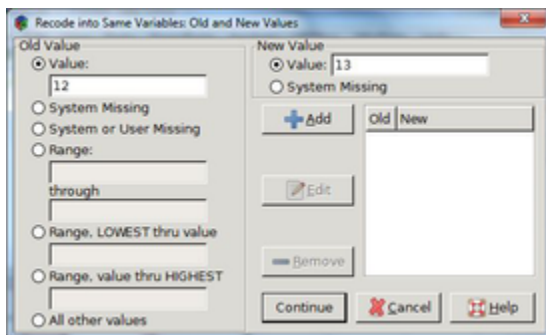 Recode into Same Variables: Old and New Values
Old Value
Value:
12
System Missing
System or User Missing
Range:
through
Range, LOWEST thru value
Range, value thru HIGHEST
All other values
New Value
Value: 13
System Missing
Add
Edit
Remove
Old New
Continue Cancel Help